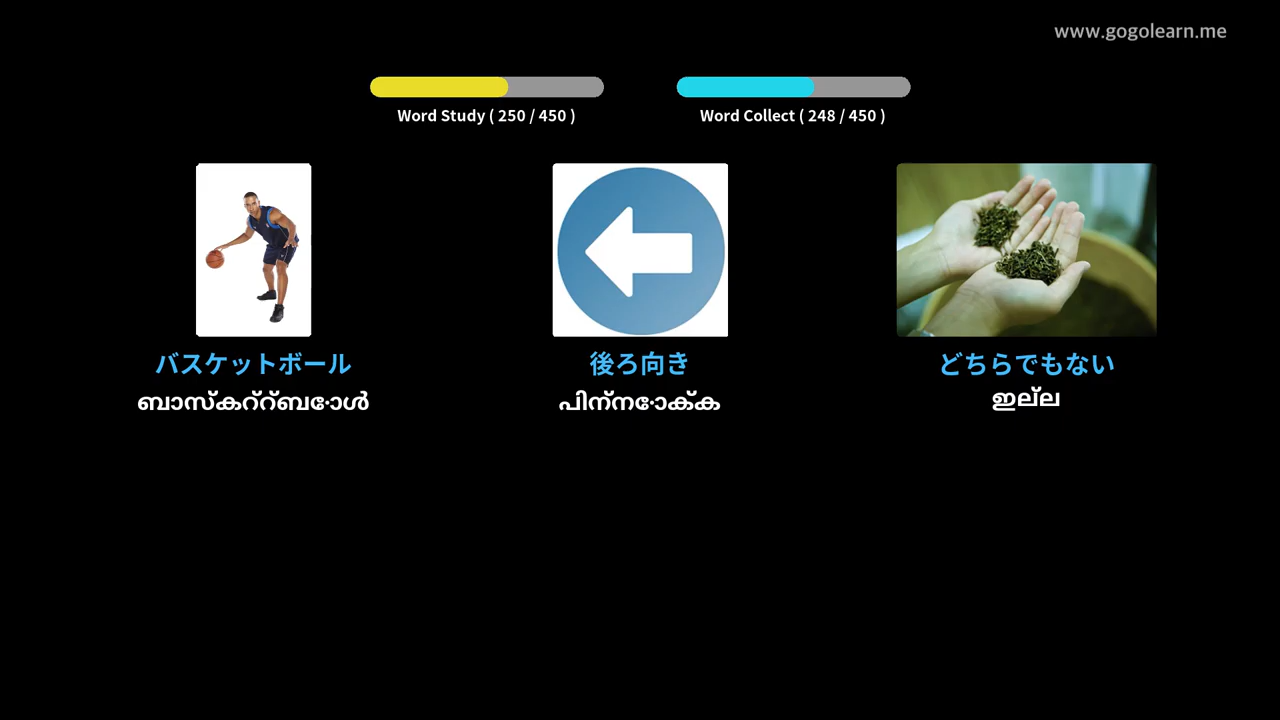 www.gogolearn.me
Word Study ( 250 / 450 )
Word Collect ( 248 / 450 )
バスケットボール
後ろ向き
どちらでもない
ബാസ്കറ്റ്ബോൾ
പിന്നോക്ക
ഇല്ല